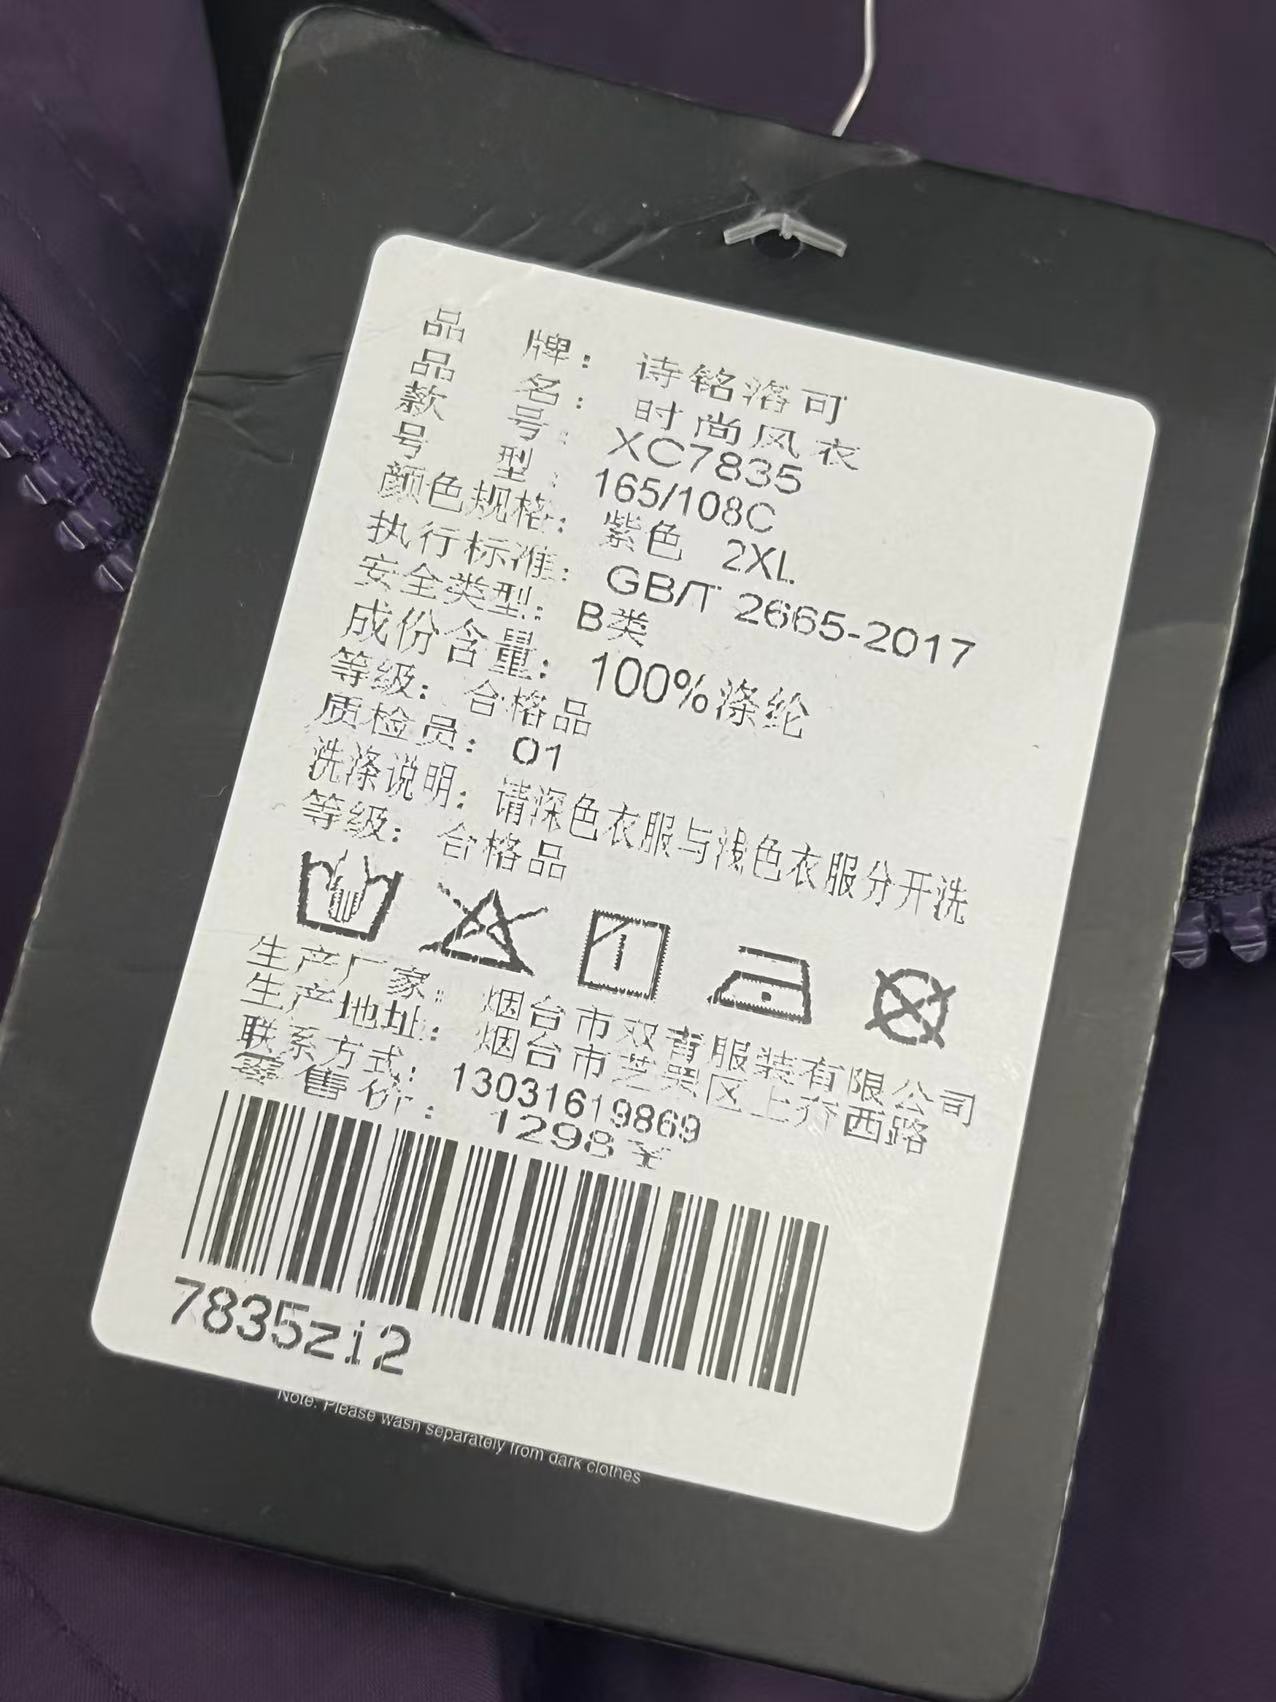 品 牌：诗铭滔可
品 名：时尚风衣
款 号：XC7835
号 型：165/108C
颜色规格：紫色 2XL
执行标准：GB/T 2665-2017
安全类型：B类
成份含量：100%涤纶
等级：合格品
质检员：01
洗涤说明：请深色衣服与浅色衣服分开洗
等级：合格品
生产厂家：烟台市双青服装有限公司
生产地址：烟台市芝罘区上夼西路
联系方式：13031619869
零售价：1298￥
7835zi2
Note: Please wash separately from dark clothes